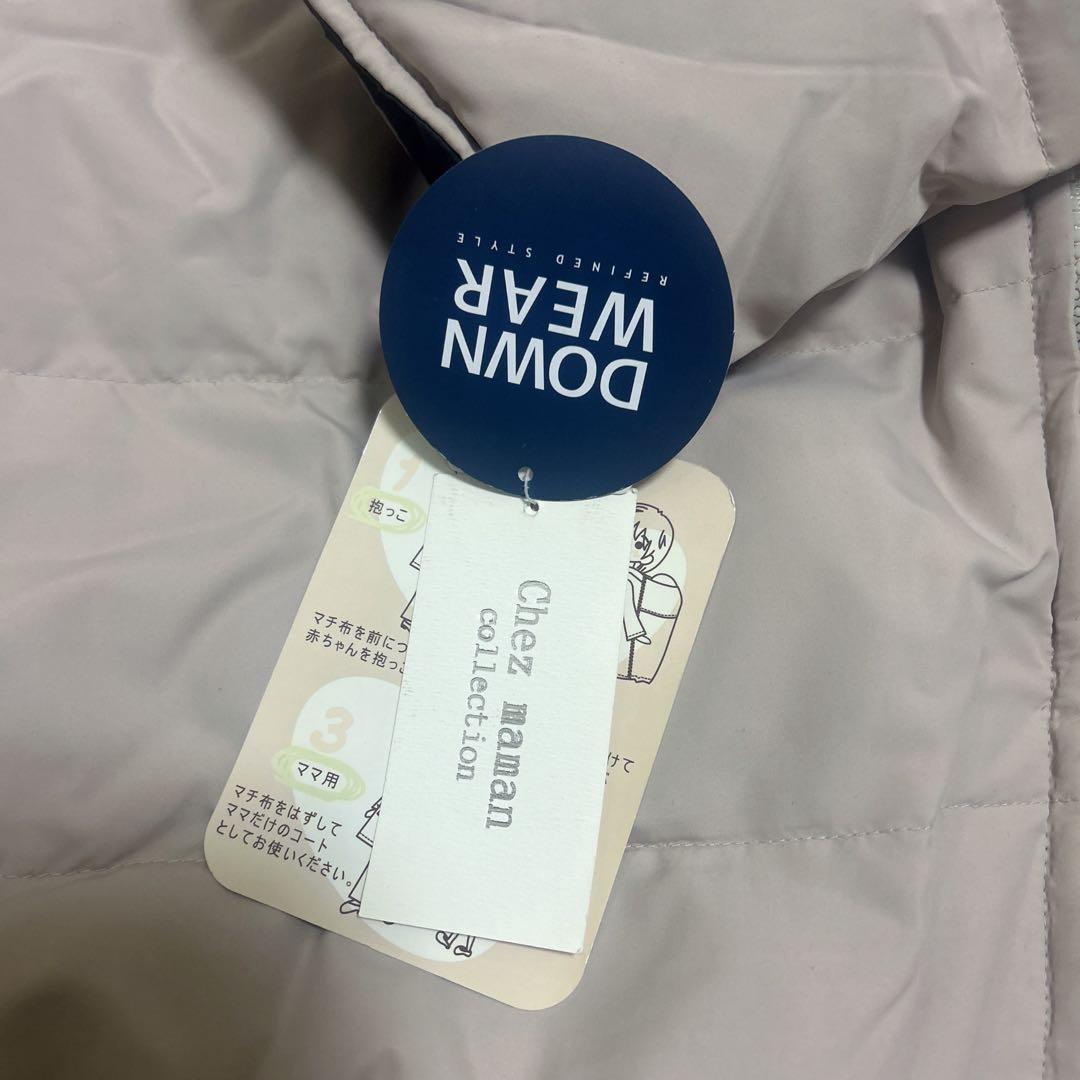 DOWN
WEAR
REFINED STYLE
Chez maman
collection
1
抱っこ
マチ布を前につ
赤ちゃんを抱っこ
3
ママ用
マチ布をはずして
ママだけのコート
としてお使いください。
けて